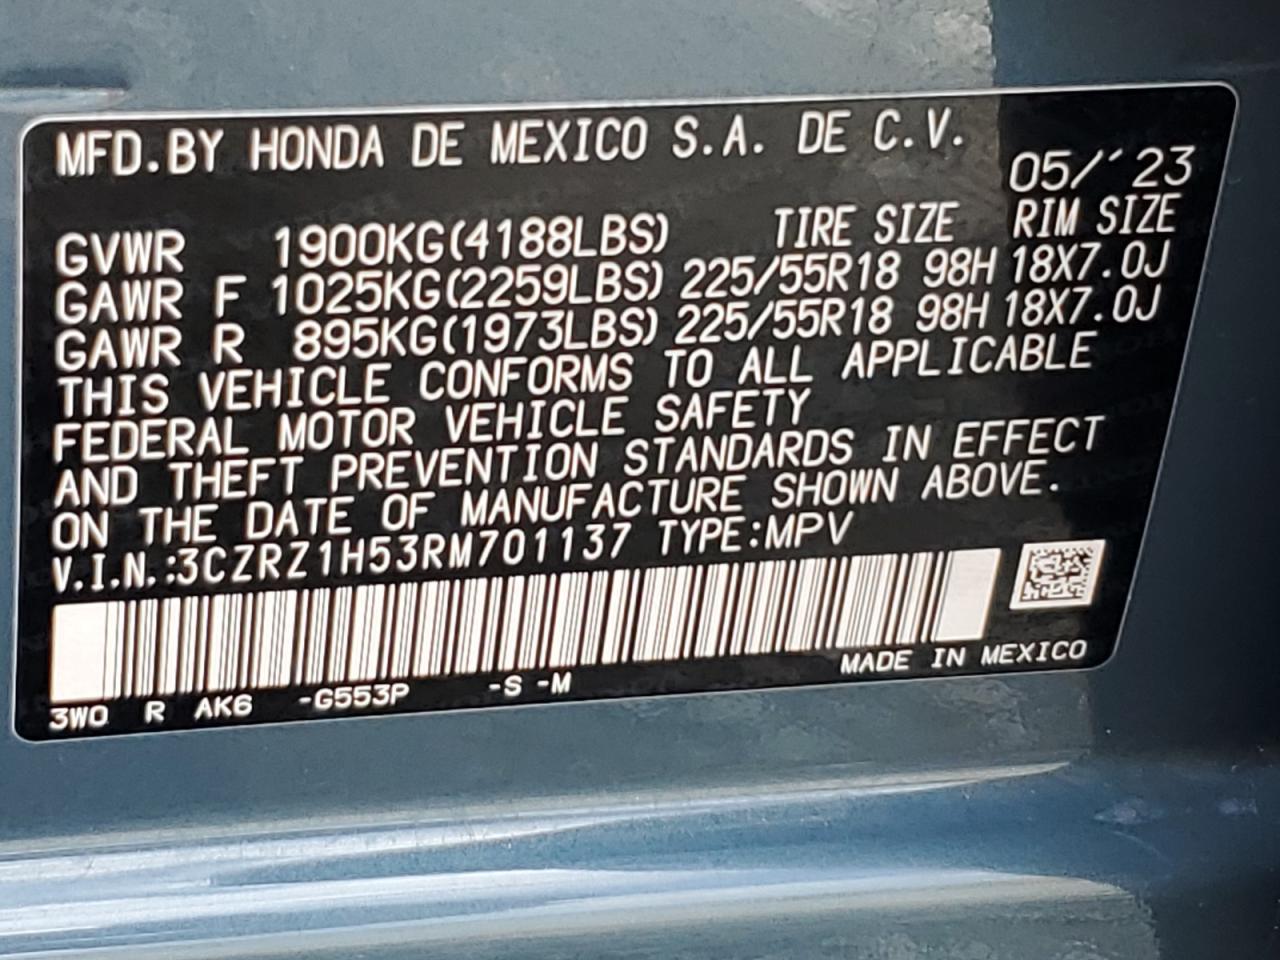 MFD.BY HONDA DE MEXICO S.A. DE C.V.
05/'23
GVWR 1900KG(4188LBS) TIRE SIZE RIM SIZE
GAWR F 1025KG(2259LBS) 225/55R18 98H 18X7.0J
GAWR R 895KG(1973LBS) 225/55R18 98H 18X7.0J
THIS VEHICLE CONFORMS TO ALL APPLICABLE
FEDERAL MOTOR VEHICLE SAFETY
AND THEFT PREVENTION STANDARDS IN EFFECT
ON THE DATE OF MANUFACTURE SHOWN ABOVE.
V.I.N.:3CZRZ1H53RM701137 TYPE:MPV
3W0 R AK6 -G553P -S -M MADE IN MEXICO